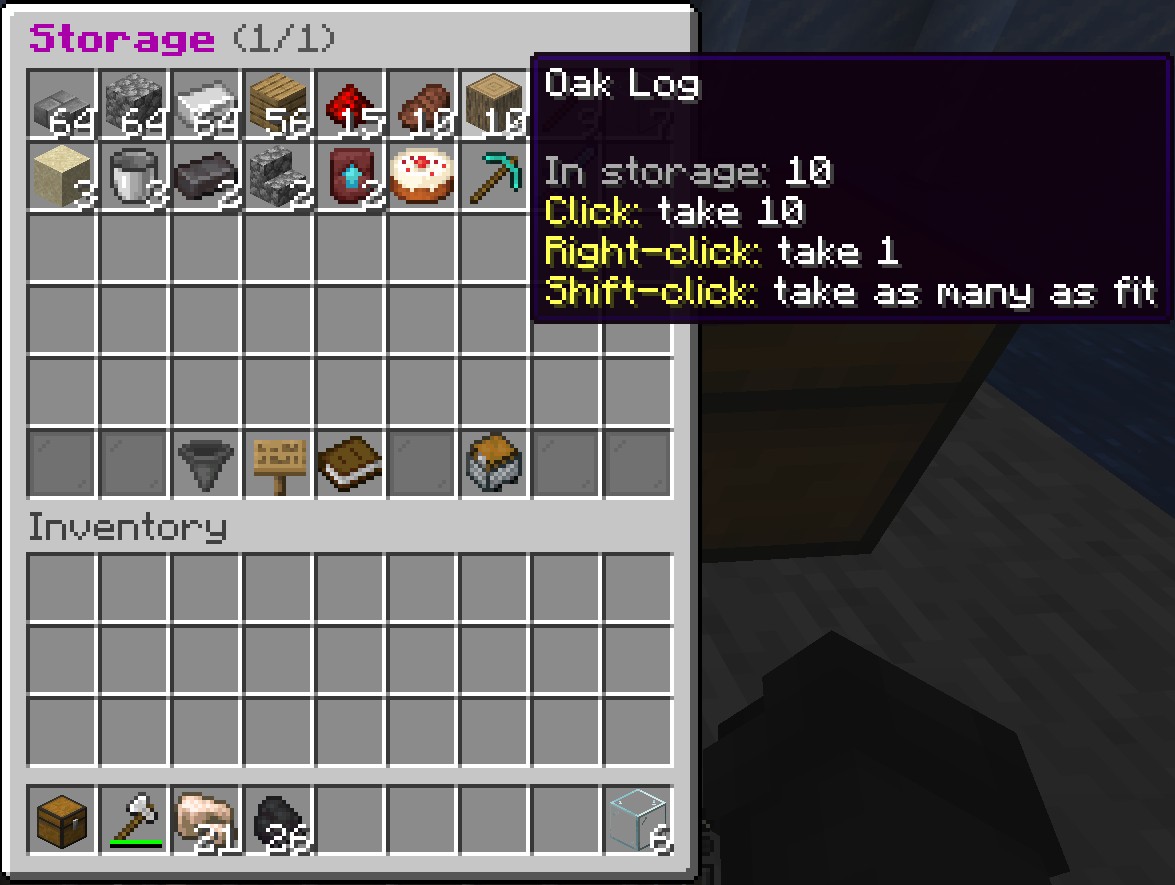 Storage (1/1)
Oak Log
In storage: 10
Click: take 10
Right-click: take 1
Shift-click: take as many as fit
64 64 64 56 15 10 10
3 3 2 2 2
Inventory
21 36 6